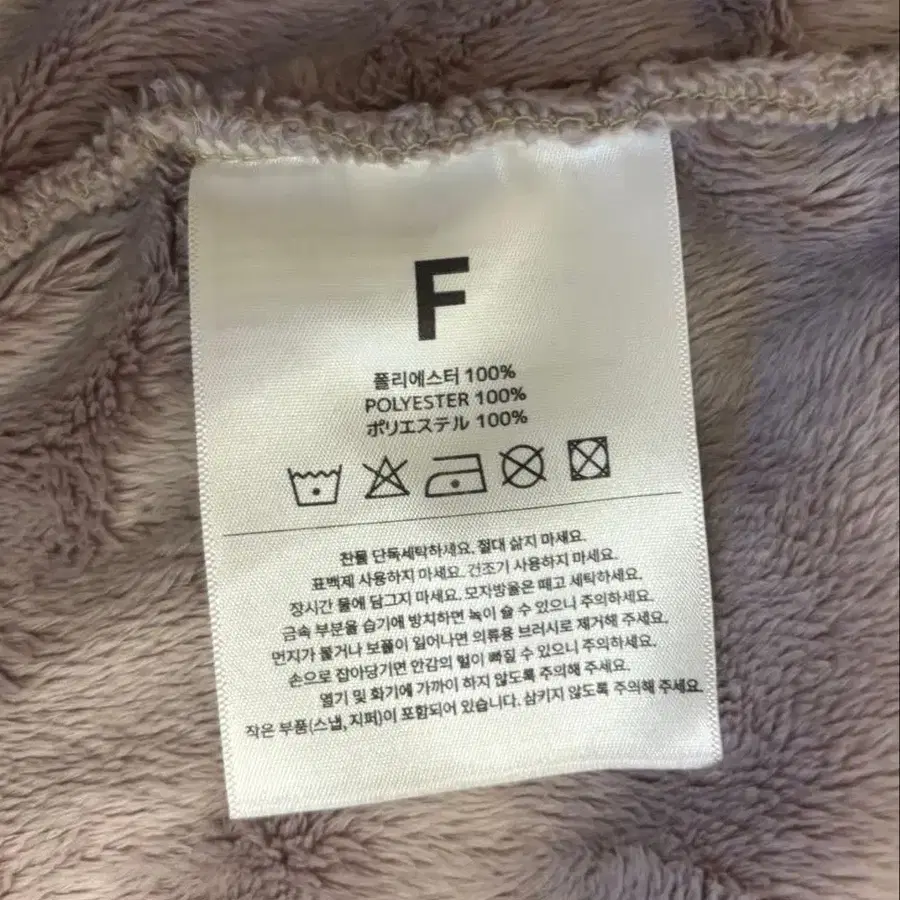 F
폴리에스터 100%
POLYESTER 100%
ポリエステル 100%
찬물 단독세탁하세요. 절대 삶지 마세요.
표백제 사용하지 마세요. 건조기 사용하지 마세요.
장시간 물에 담그지 마세요. 모자방울은 떼고 세탁하세요.
금속 부분을 습기에 방치하면 녹이 슬 수 있으니 주의하세요.
먼지가 붙거나 보풀이 일어나면 의류용 브러시로 제거해 주세요.
손으로 잡아당기면 안감의 털이 빠질 수 있으니 주의해 주세요.
열기 및 화기에 가까이 하지 않도록 주의해 주세요.
작은 부품(스냅, 지퍼)이 포함되어 있습니다. 삼키지 않도록 주의해 주세요.